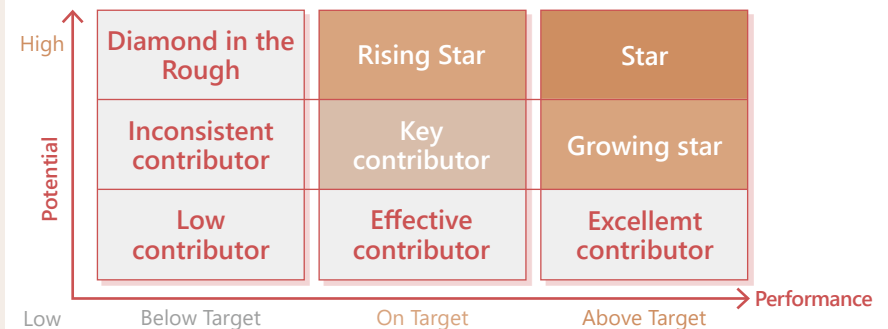 High
Diamond in the
Rough
Rising Star
Star
Potential
Inconsistent
contributor
Key
contributor
Growing star
Low
contributor
Effective
contributor
Excellemt
contributor
Performance
Low
Below Target
On Target
Above Target